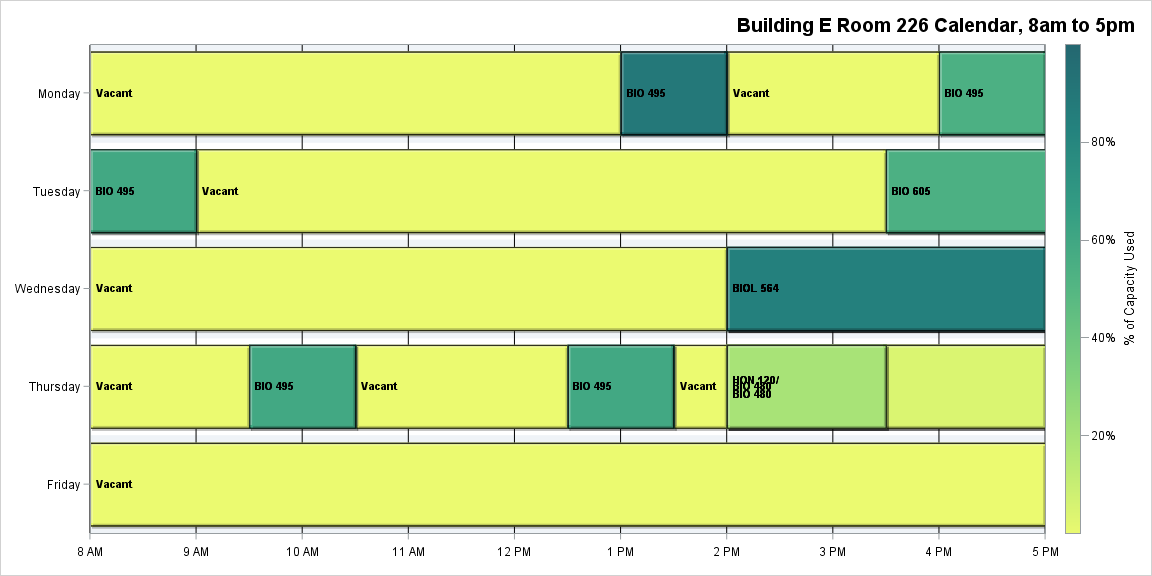 Building E Room 226 Calendar, 8am to 5pm
Monday
Vacant
BIO 495
Vacant
BIO 495
Tuesday
BIO 495
Vacant
BIO 605
Wednesday
Vacant
BIOL 564
Thursday
Vacant
BIO 495
Vacant
BIO 495
Vacant
HON 120/
BIO 480
BIO 480
Friday
Vacant
8 AM
9 AM
10 AM
11 AM
12 PM
1 PM
2 PM
3 PM
4 PM
5 PM
80%
60%
40%
20%
% of Capacity Used